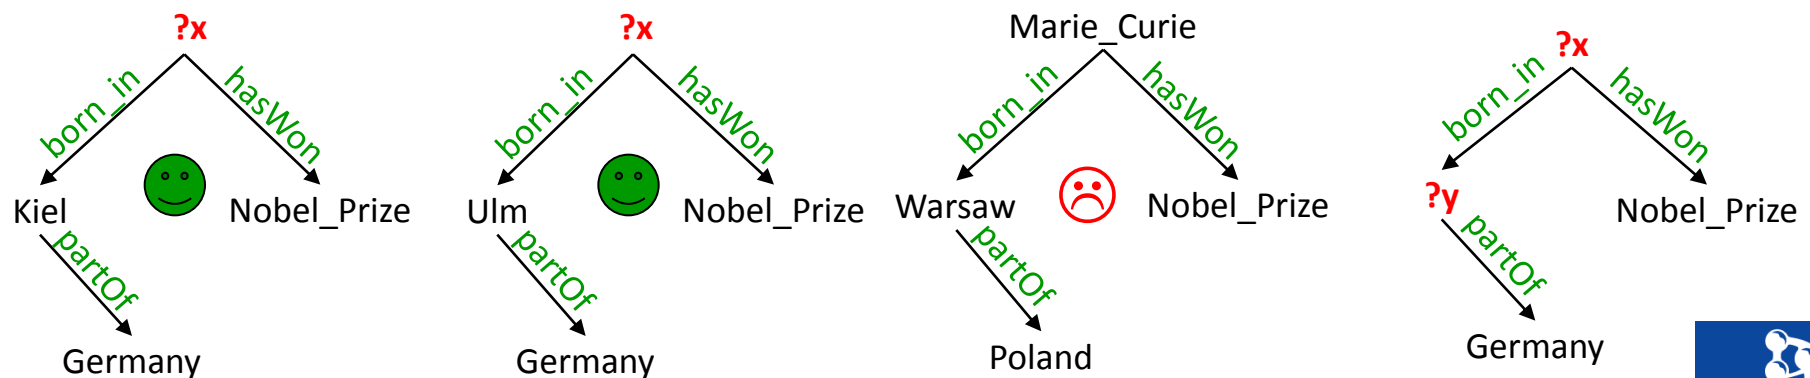 ?x
born_in
hasWon
Kiel
Nobel_Prize
partOf
Germany
?x
born_in
hasWon
Ulm
Nobel_Prize
partOf
Germany
Marie_Curie
born_in
hasWon
Warsaw
Nobel_Prize
partOf
Poland
?x
born_in
hasWon
?y
Nobel_Prize
partOf
Germany